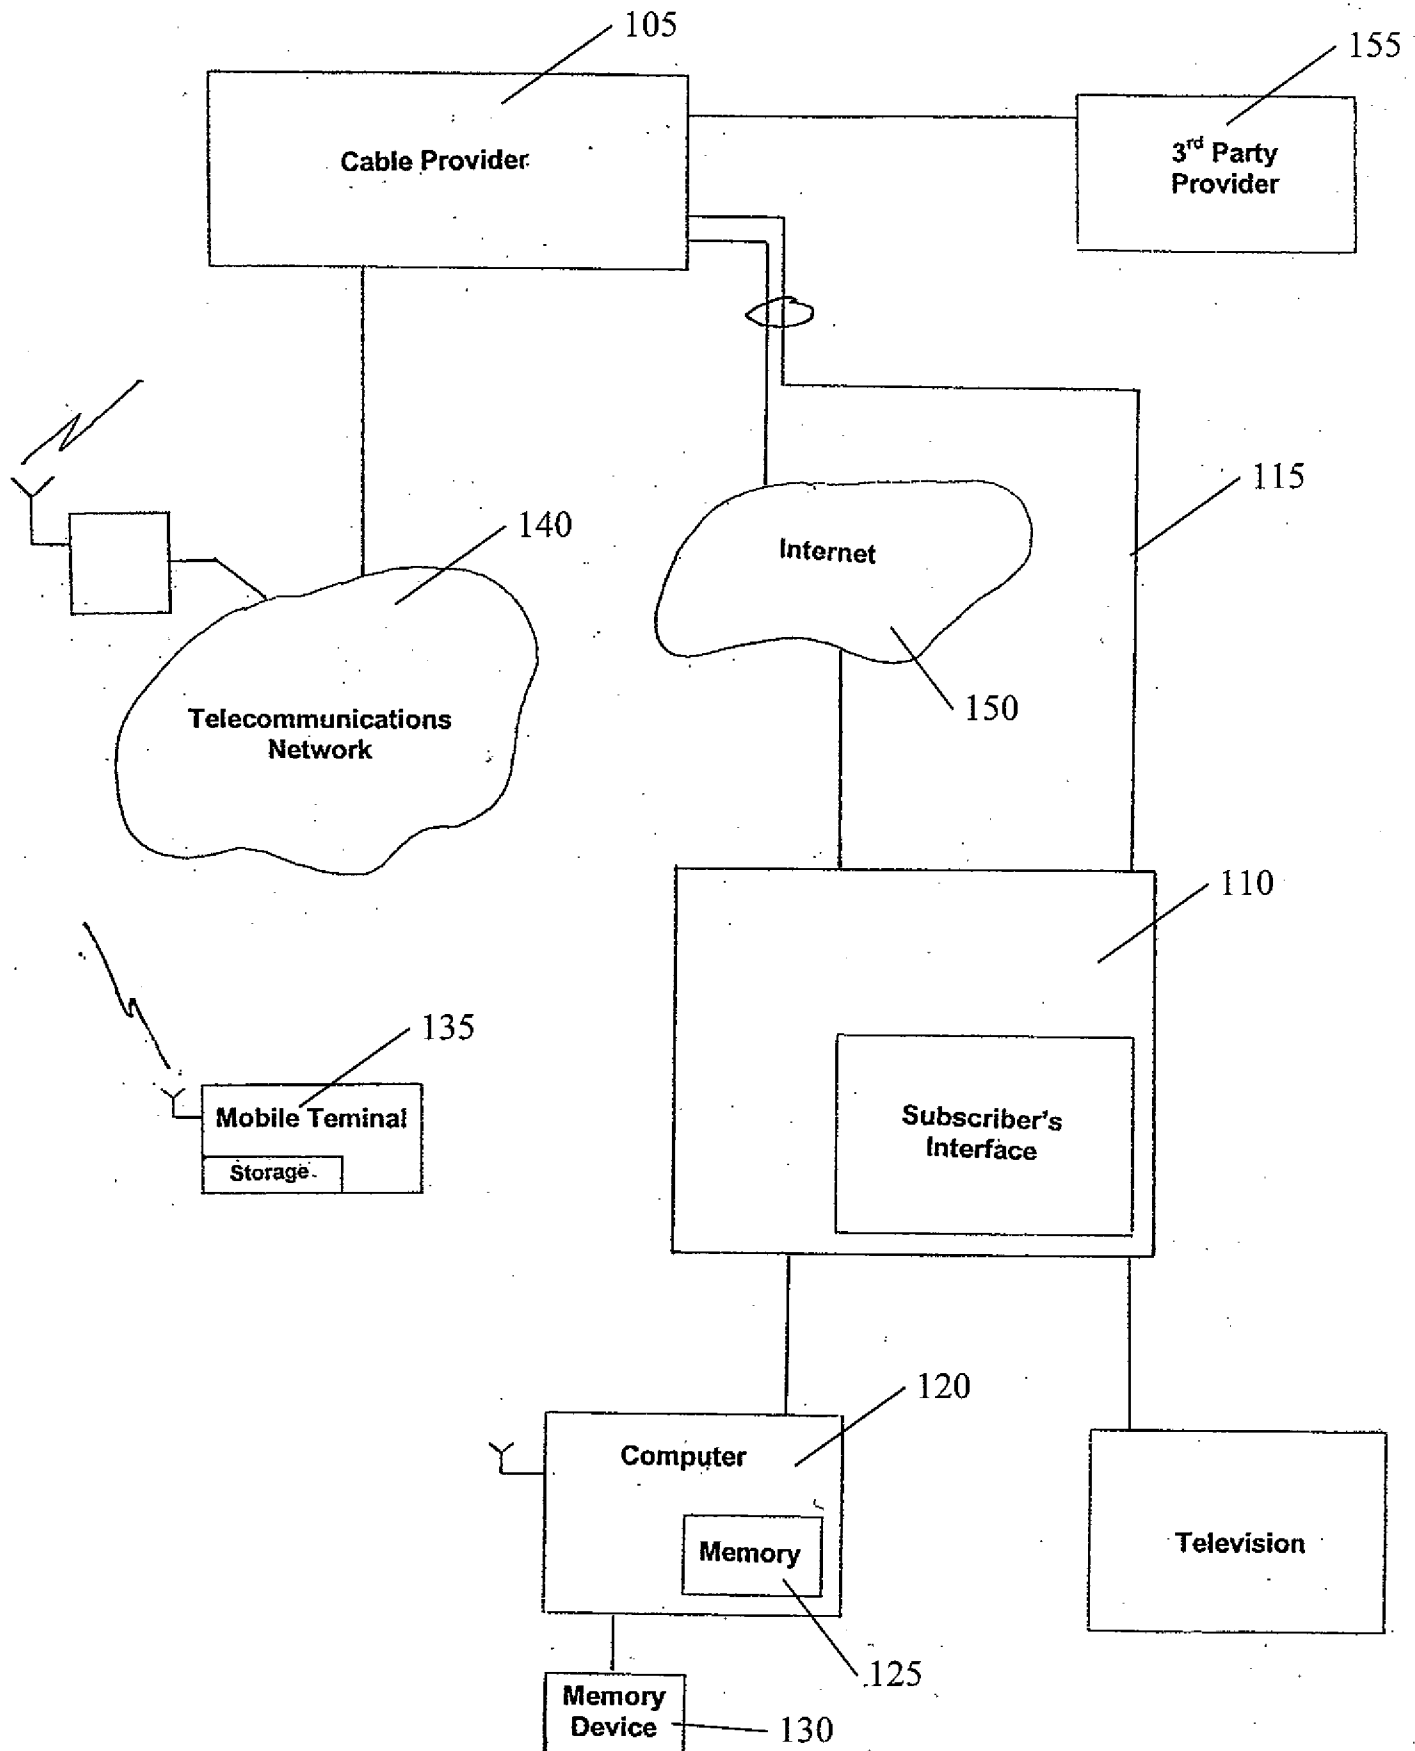 105
155
Cable Provider
3rd Party
Provider
115
140
Internet
150
Telecommunications
Network
110
135
Mobile Teminal
Storage
Subscriber's
Interface
120
Computer
Memory
Television
125
Memory
Device
130